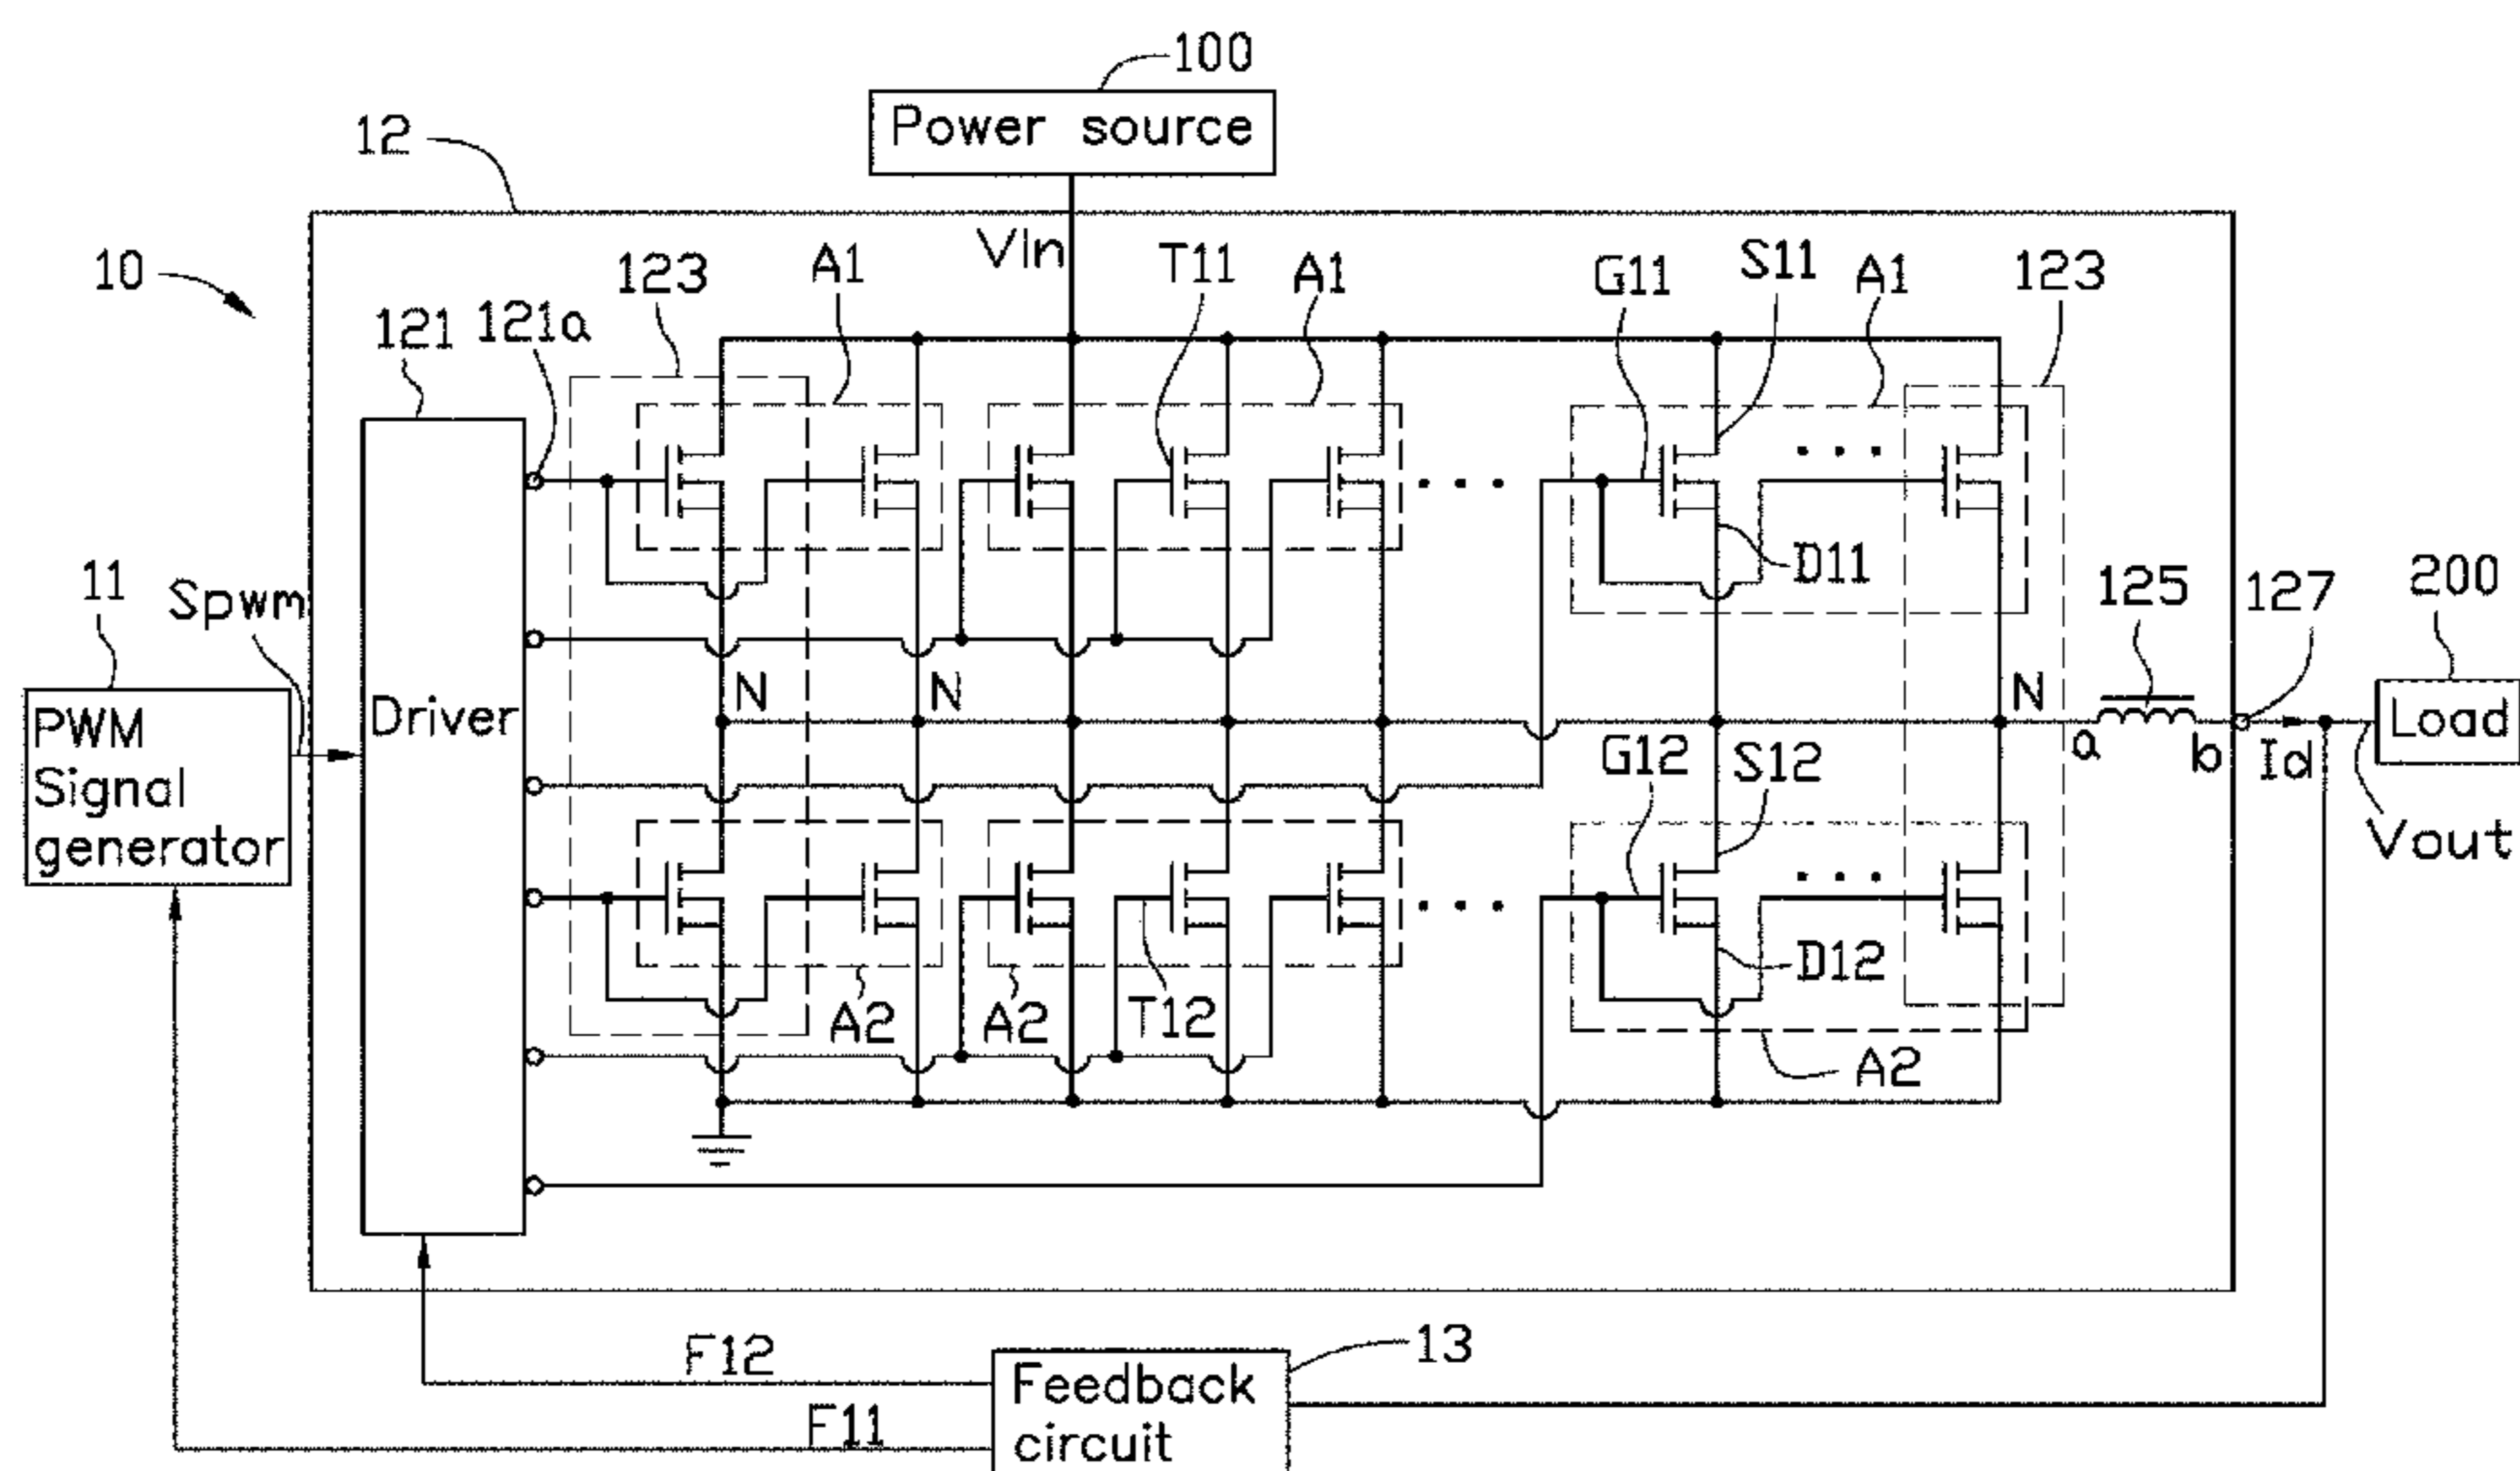 100
Power source
12
10
Vin
123
A1
T11
A1
G11
S11
A1
123
121
121a
D11
11
Spwm
125
127
200
PWM
Signal
generator
Driver
N
N
N
a
b
Id
Load
G12
S12
Vout
D12
A2
A2
T12
A2
F12
13
Feedback
circuit
F11